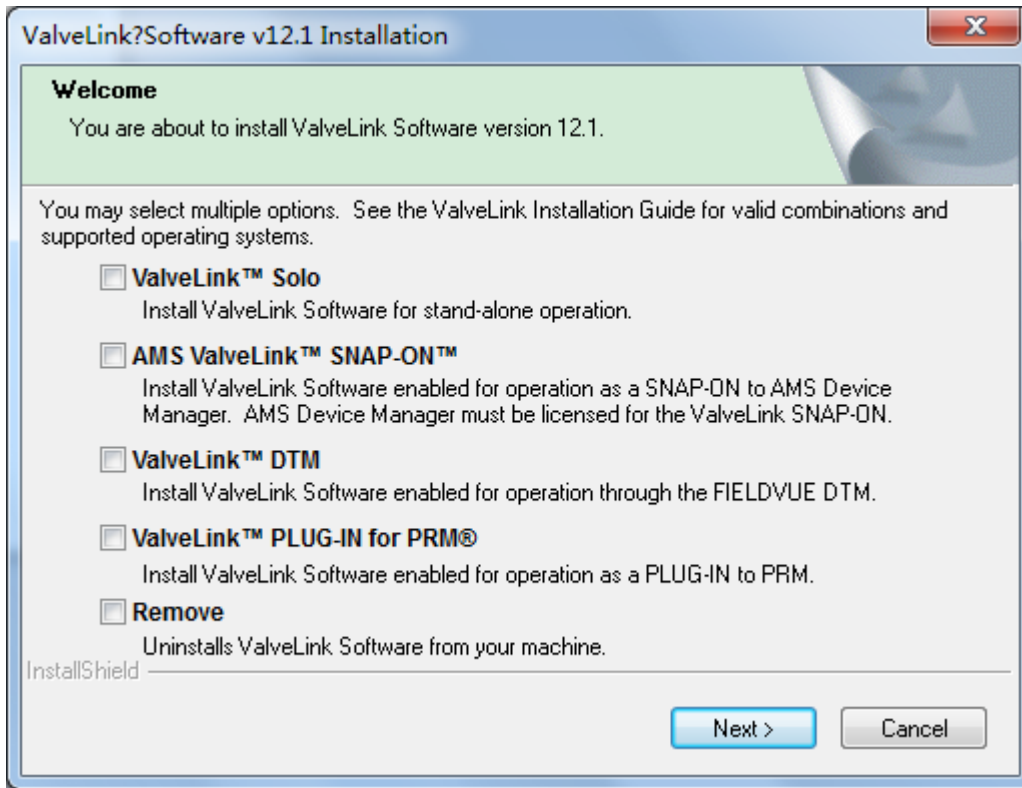 ValveLink?Software v12.1 Installation
Welcome
You are about to install ValveLink Software version 12.1.
You may select multiple options.  See the ValveLink Installation Guide for valid combinations and
supported operating systems.
ValveLink™ Solo
Install ValveLink Software for stand-alone operation.
AMS ValveLink™ SNAP-ON™
Install ValveLink Software enabled for operation as a SNAP-ON to AMS Device
Manager.  AMS Device Manager must be licensed for the ValveLink SNAP-ON.
ValveLink™ DTM
Install ValveLink Software enabled for operation through the FIELDVUE DTM.
ValveLink™ PLUG-IN for PRM®
Install ValveLink Software enabled for operation as a PLUG-IN to PRM.
Remove
Uninstalls ValveLink Software from your machine.
InstallShield
Next >
Cancel